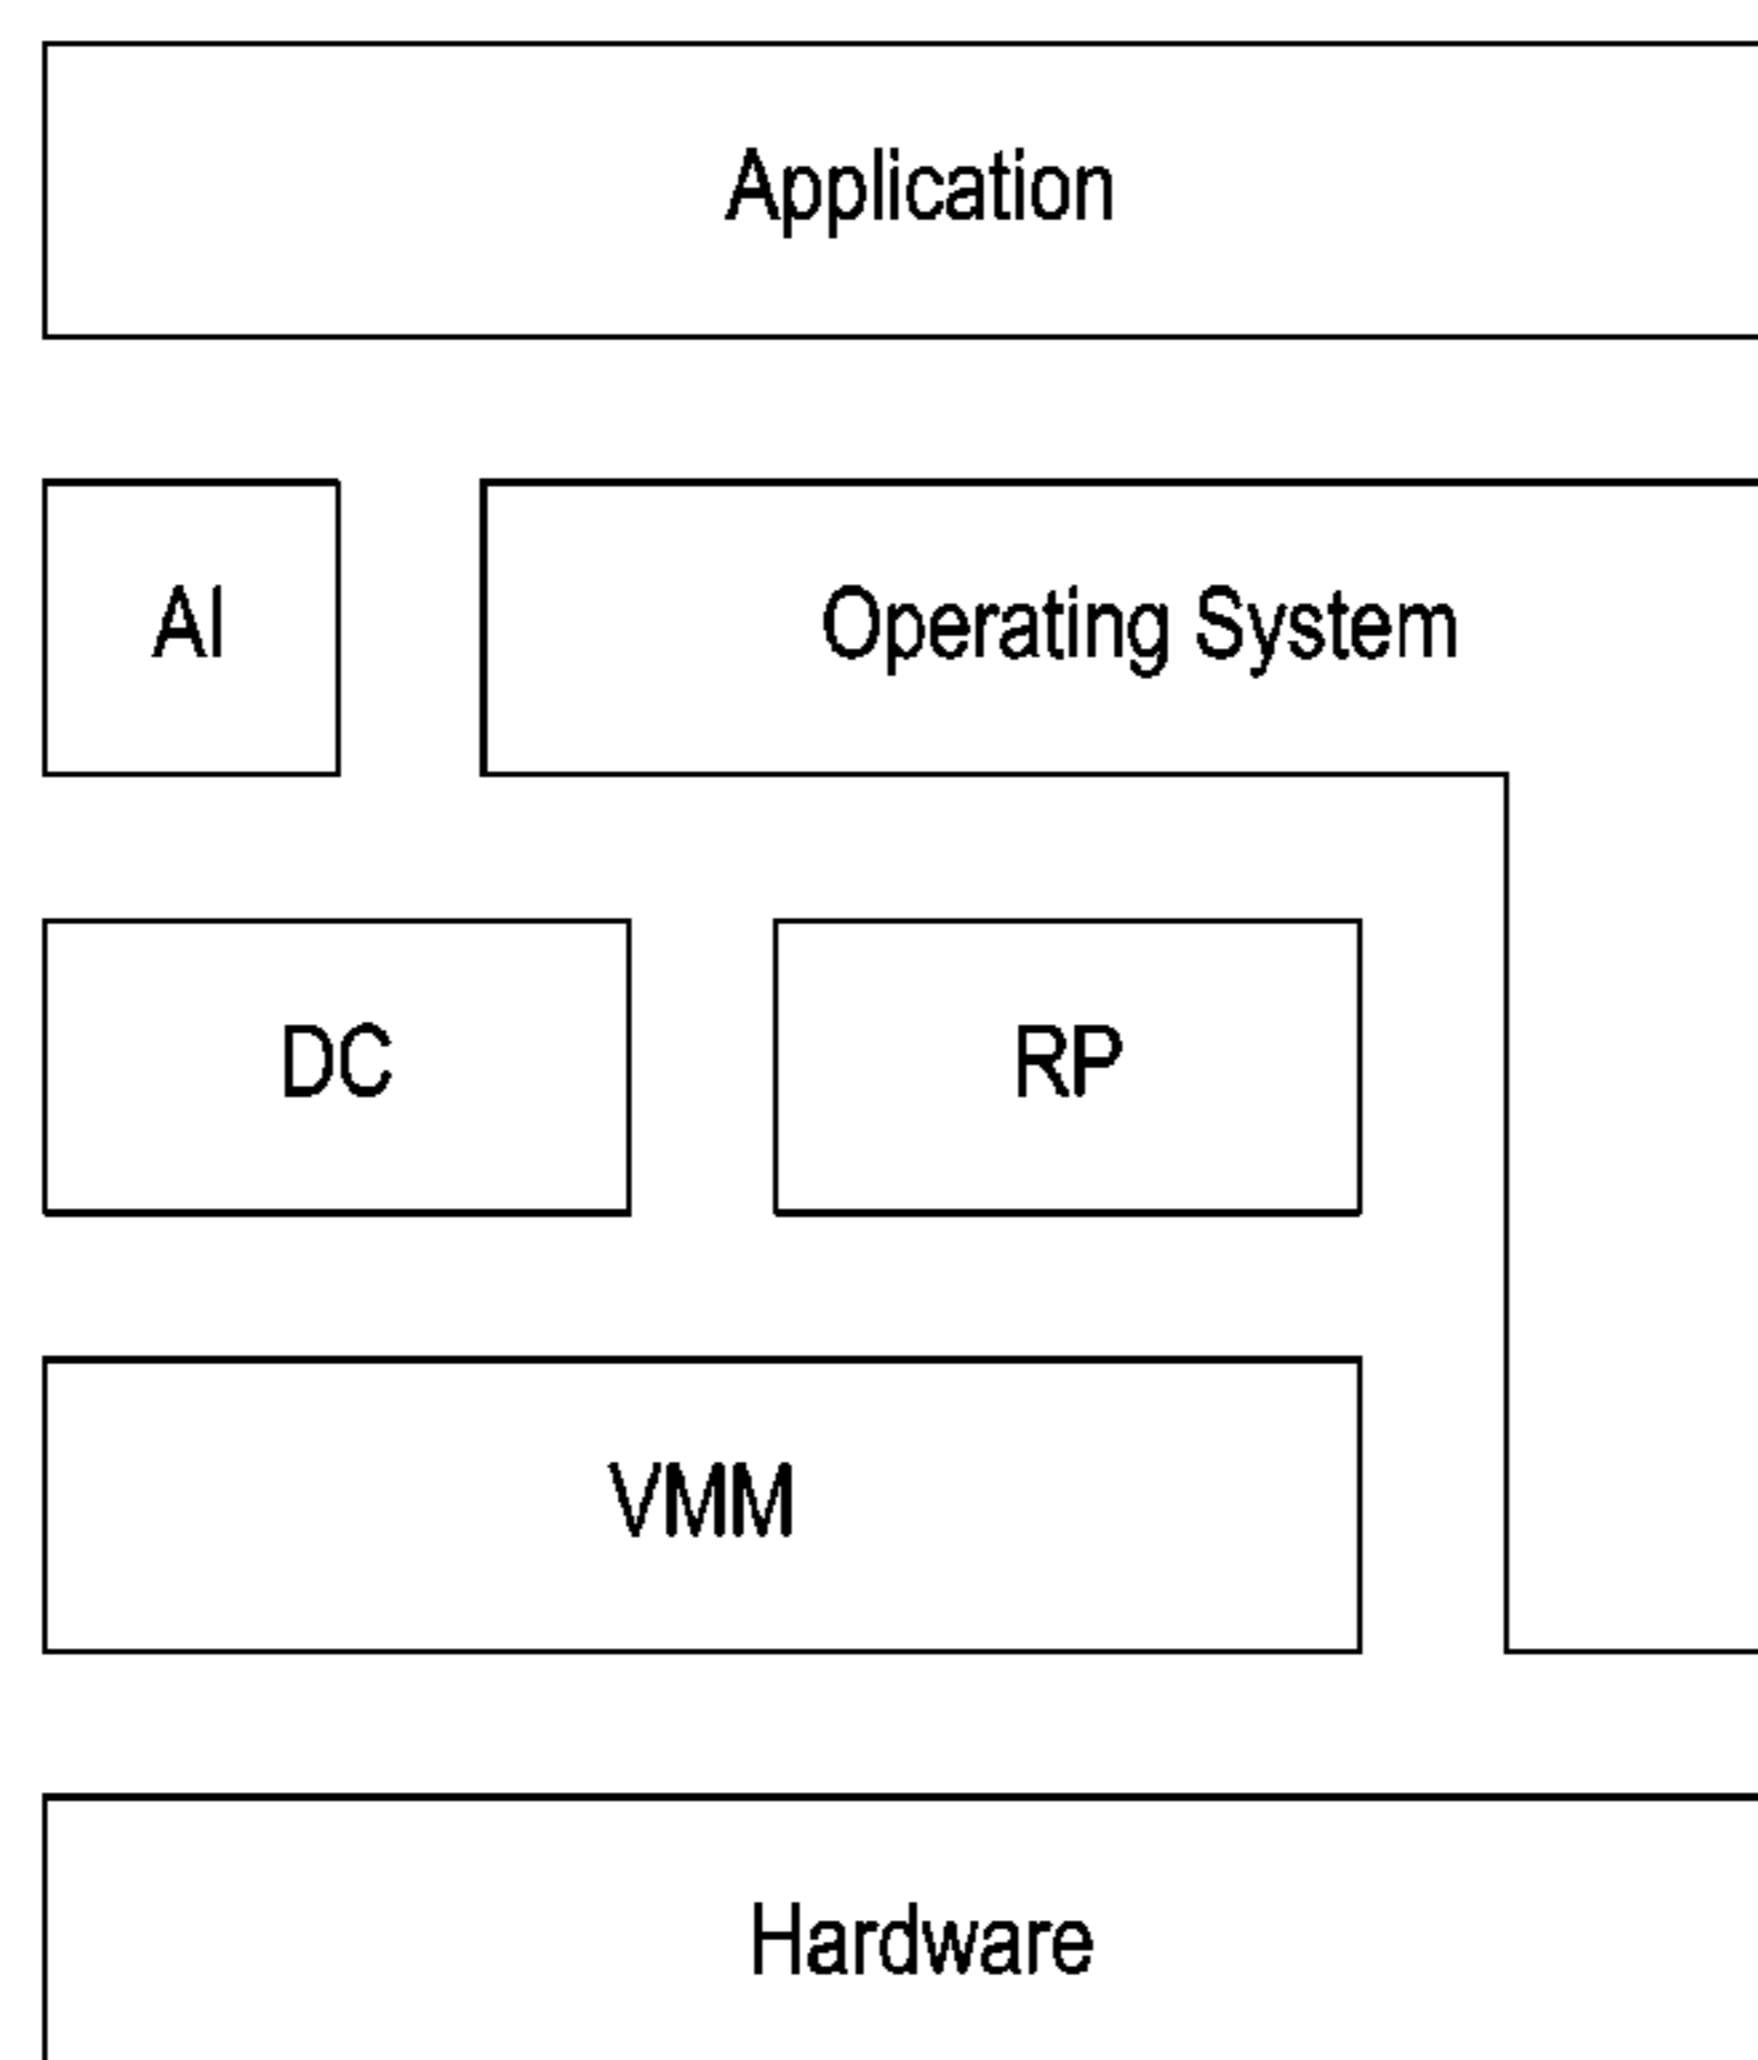 Application
AI
Operating System
DC
RP
VMM
Hardware